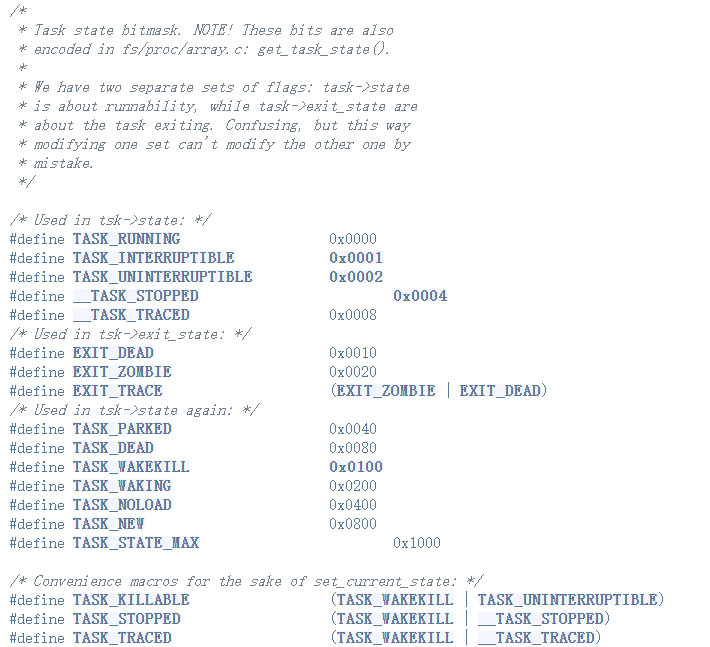 /*
 * Task state bitmask. NOTE! These bits are also
 * encoded in fs/proc/array.c: get_task_state().
 *
 * We have two separate sets of flags: task->state
 * is about runnability, while task->exit_state are
 * about the task exiting. Confusing, but this way
 * modifying one set can't modify the other one by
 * mistake.
 */

/* Used in tsk->state: */
#define TASK_RUNNING 0x0000
#define TASK_INTERRUPTIBLE 0x0001
#define TASK_UNINTERRUPTIBLE 0x0002
#define __TASK_STOPPED 0x0004
#define __TASK_TRACED 0x0008
/* Used in tsk->exit_state: */
#define EXIT_DEAD 0x0010
#define EXIT_ZOMBIE 0x0020
#define EXIT_TRACE (EXIT_ZOMBIE | EXIT_DEAD)
/* Used in tsk->state again: */
#define TASK_PARKED 0x0040
#define TASK_DEAD 0x0080
#define TASK_WAKEKILL 0x0100
#define TASK_WAKING 0x0200
#define TASK_NOLOAD 0x0400
#define TASK_NEW 0x0800
#define TASK_STATE_MAX 0x1000

/* Convenience macros for the sake of set_current_state: */
#define TASK_KILLABLE (TASK_WAKEKILL | TASK_UNINTERRUPTIBLE)
#define TASK_STOPPED (TASK_WAKEKILL | __TASK_STOPPED)
#define TASK_TRACED (TASK_WAKEKILL | __TASK_TRACED)